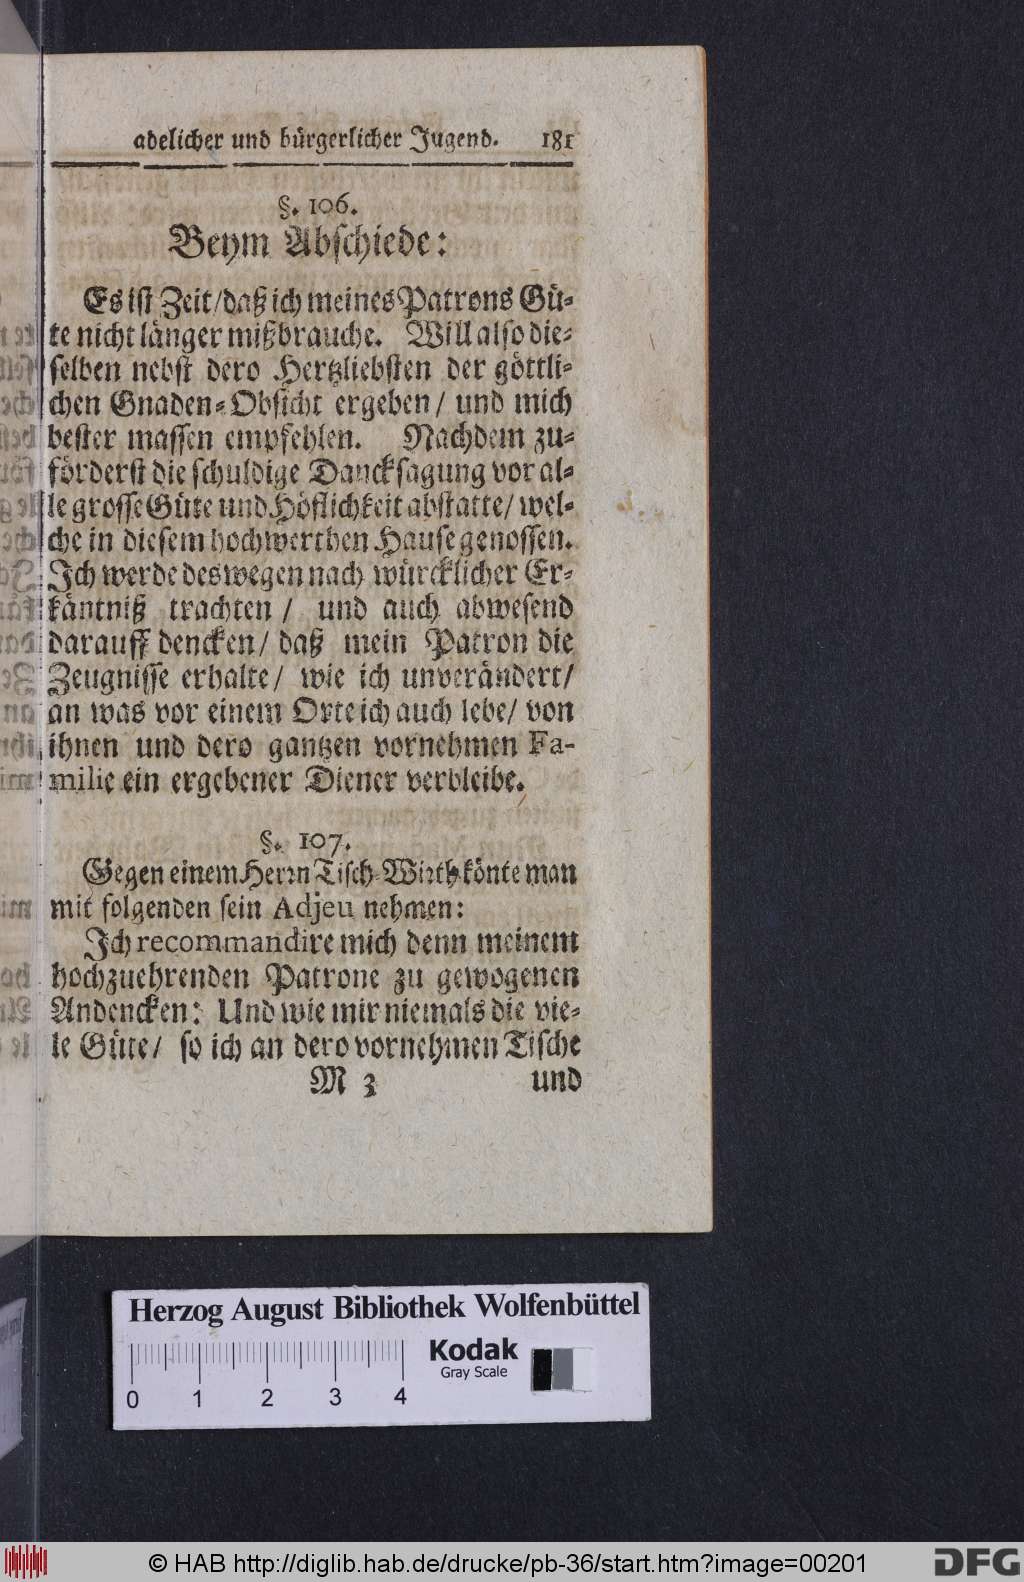 adelicher und bürgerlicher Jugend. 181
§. 106.
Beym Abschiede:
Es ist Zeit/daß ich meines Patrons Gü-
te nicht länger mißbrauche. Will also die-
selben nebst dero Hertzliebsten der göttli-
chen Gnaden-Obsicht ergeben/ und mich
bester massen empfehlen. Nachdem zu-
förderst die schuldige Dancksagung vor al-
le grosse Güte und Höflichkeit abstatte/ wel-
che in diesem hochwerthen Hause genossen.
Ich werde deswegen nach würcklicher Er-
käntniß trachten/ und auch abwesend
darauff dencken/ daß mein Patron die
Zeugnisse erhalte/ wie ich unverändert/
an was vor einem Orte ich auch lebe/ von
ihnen und dero gantzen vornehmen Fa-
milie ein ergebener Diener verbleibe.
§. 107.
Gegen einem Herrn Tisch-Wirth könte man
mit folgenden sein Adjeu nehmen:
Ich recommandire mich denn meinem
hochzuehrenden Patrone zu gewogenen
Andencken: Und wie mir niemals die vie-
le Güte/ so ich an dero vornehmen Tische
M 3 und
Herzog August Bibliothek Wolfenbüttel
Kodak
Gray Scale
0 1 2 3 4
© HAB http://diglib.hab.de/drucke/pb-36/start.htm?image=00201
DFG